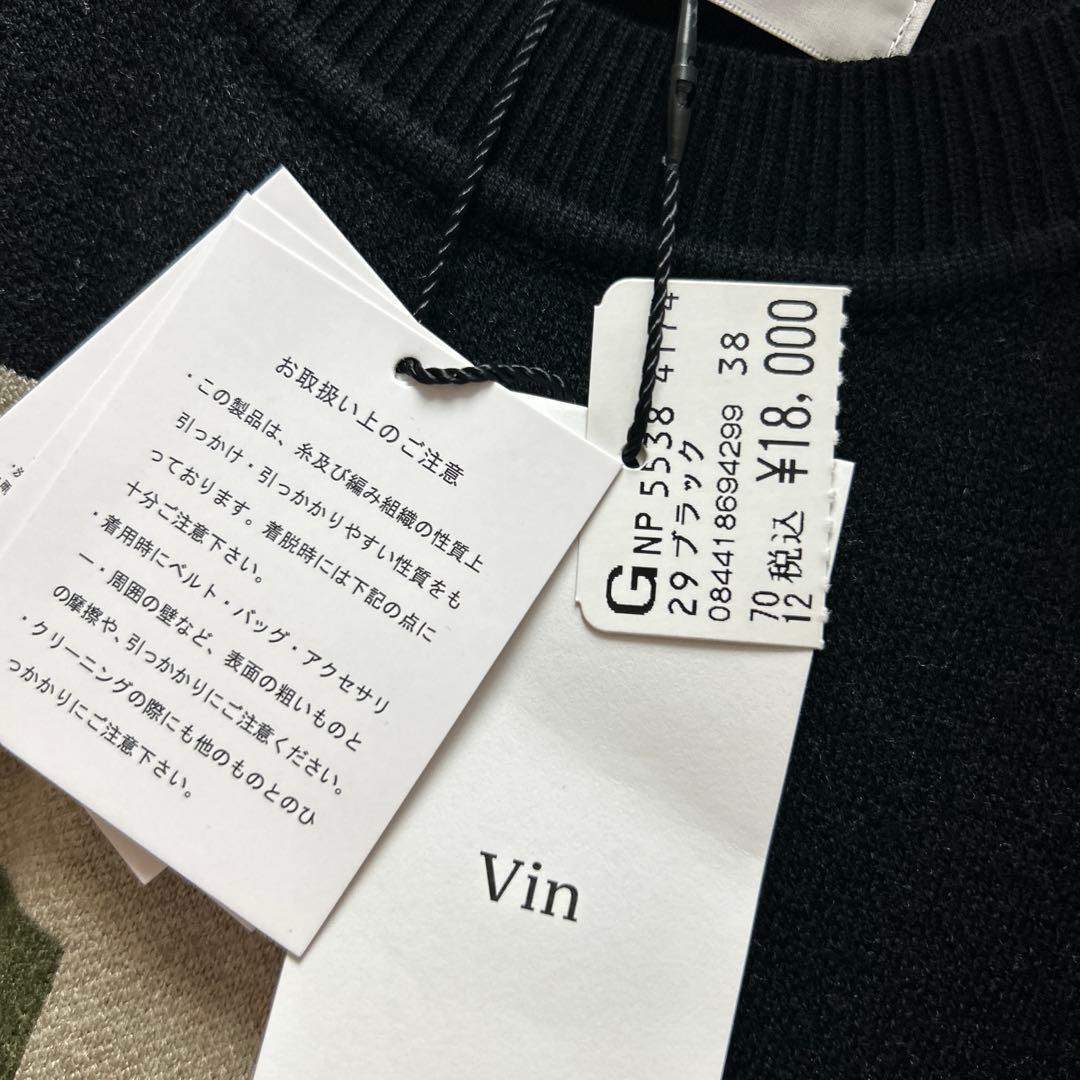 お取扱い上のご注意
・この製品は、糸及び編み組織の性質上
引っかけ・引っかかりやすい性質をも
っております。着脱時には下記の点に
十分ご注意下さい。
・着用時にベルト・バッグ・アクセサリ
ー・周囲の壁など、表面の粗いものと
の摩擦や、引っかかりにご注意ください。
・クリーニングの際にも他のものとのひ
っかかりにご注意下さい。
G NP 5538 4174
29 ブラック
084418694299 38
70
12 税込 ¥18,000
Vin